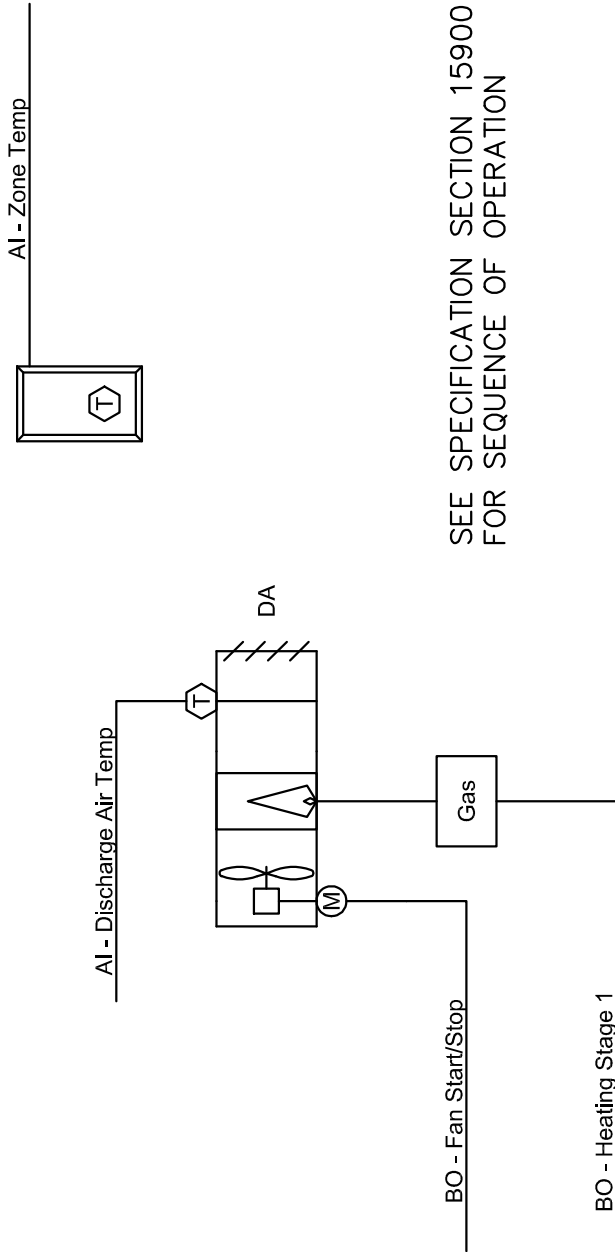 AI - Zone Temp
T
AI - Discharge Air Temp
T
DA
M
Gas
BO - Fan Start/Stop
BO - Heating Stage 1
SEE SPECIFICATION SECTION 15900
FOR SEQUENCE OF OPERATION